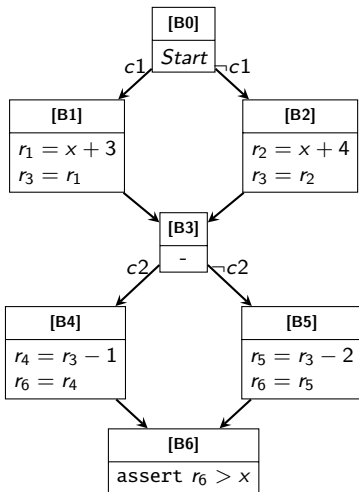 [B0]
Start
c1 ¬c1
[B1]
r₁ = x + 3
r₃ = r₁
[B2]
r₂ = x + 4
r₃ = r₂
[B3]
-
c2 ¬c2
[B4]
r₄ = r₃ − 1
r₆ = r₄
[B5]
r₅ = r₃ − 2
r₆ = r₅
[B6]
assert r₆ > x